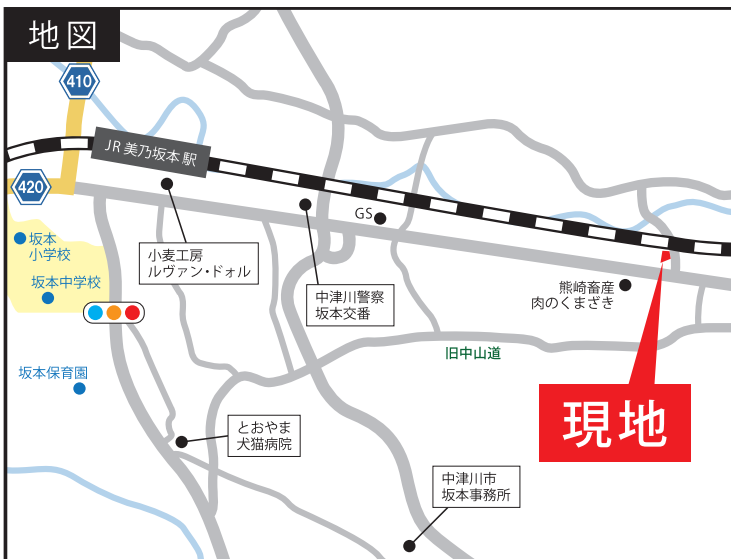 地図
410
JR 美乃坂本 駅
420
GS
坂本
小学校
小麦工房
ルヴァン・ドォル
坂本中学校
中津川警察
坂本交番
熊崎畜産
肉のくまざき
旧中山道
坂本保育園
現地
とおやま
犬猫病院
中津川市
坂本事務所